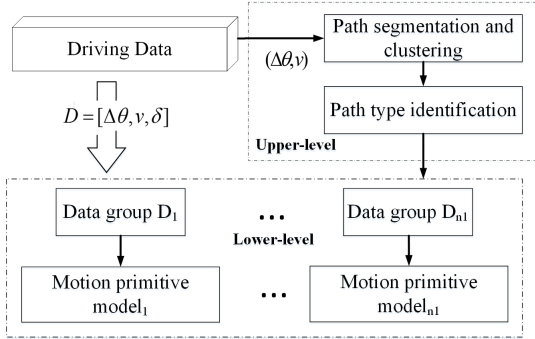 Driving Data
(Δθ,v)
Path segmentation and
clustering
D=[Δθ,v,δ]
Path type identification
Upper-level
Data group D₁
...
Data group Dₙ₁
Lower-level
Motion primitive
model₁
...
Motion primitive
modelₙ₁